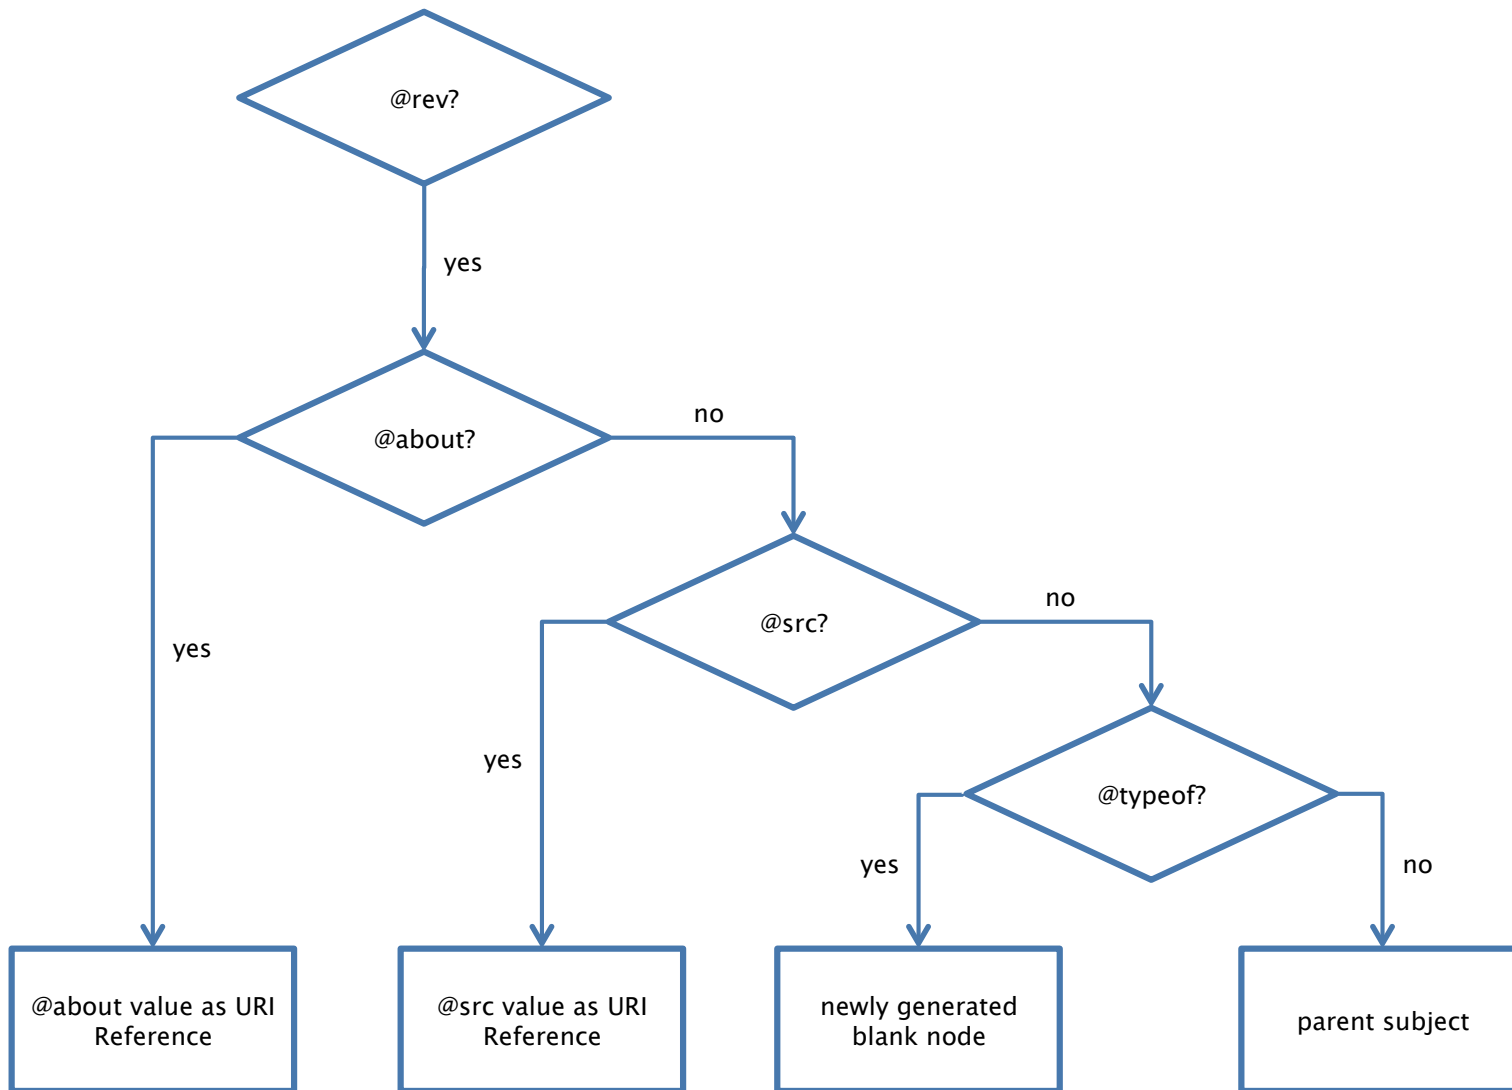 @rev?
yes
@about?
no
@src?
no
yes
@typeof?
yes
yes
no
@about value as URI
Reference
@src value as URI
Reference
newly generated
blank node
parent subject